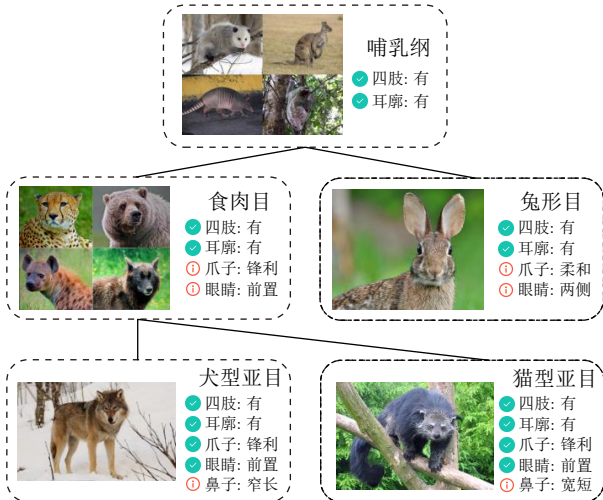 哺乳纲
四肢: 有
耳廓: 有
食肉目
四肢: 有
耳廓: 有
爪子: 锋利
眼睛: 前置
兔形目
四肢: 有
耳廓: 有
爪子: 柔和
眼睛: 两侧
犬型亚目
四肢: 有
耳廓: 有
爪子: 锋利
眼睛: 前置
鼻子: 窄长
猫型亚目
四肢: 有
耳廓: 有
爪子: 锋利
眼睛: 前置
鼻子: 宽短